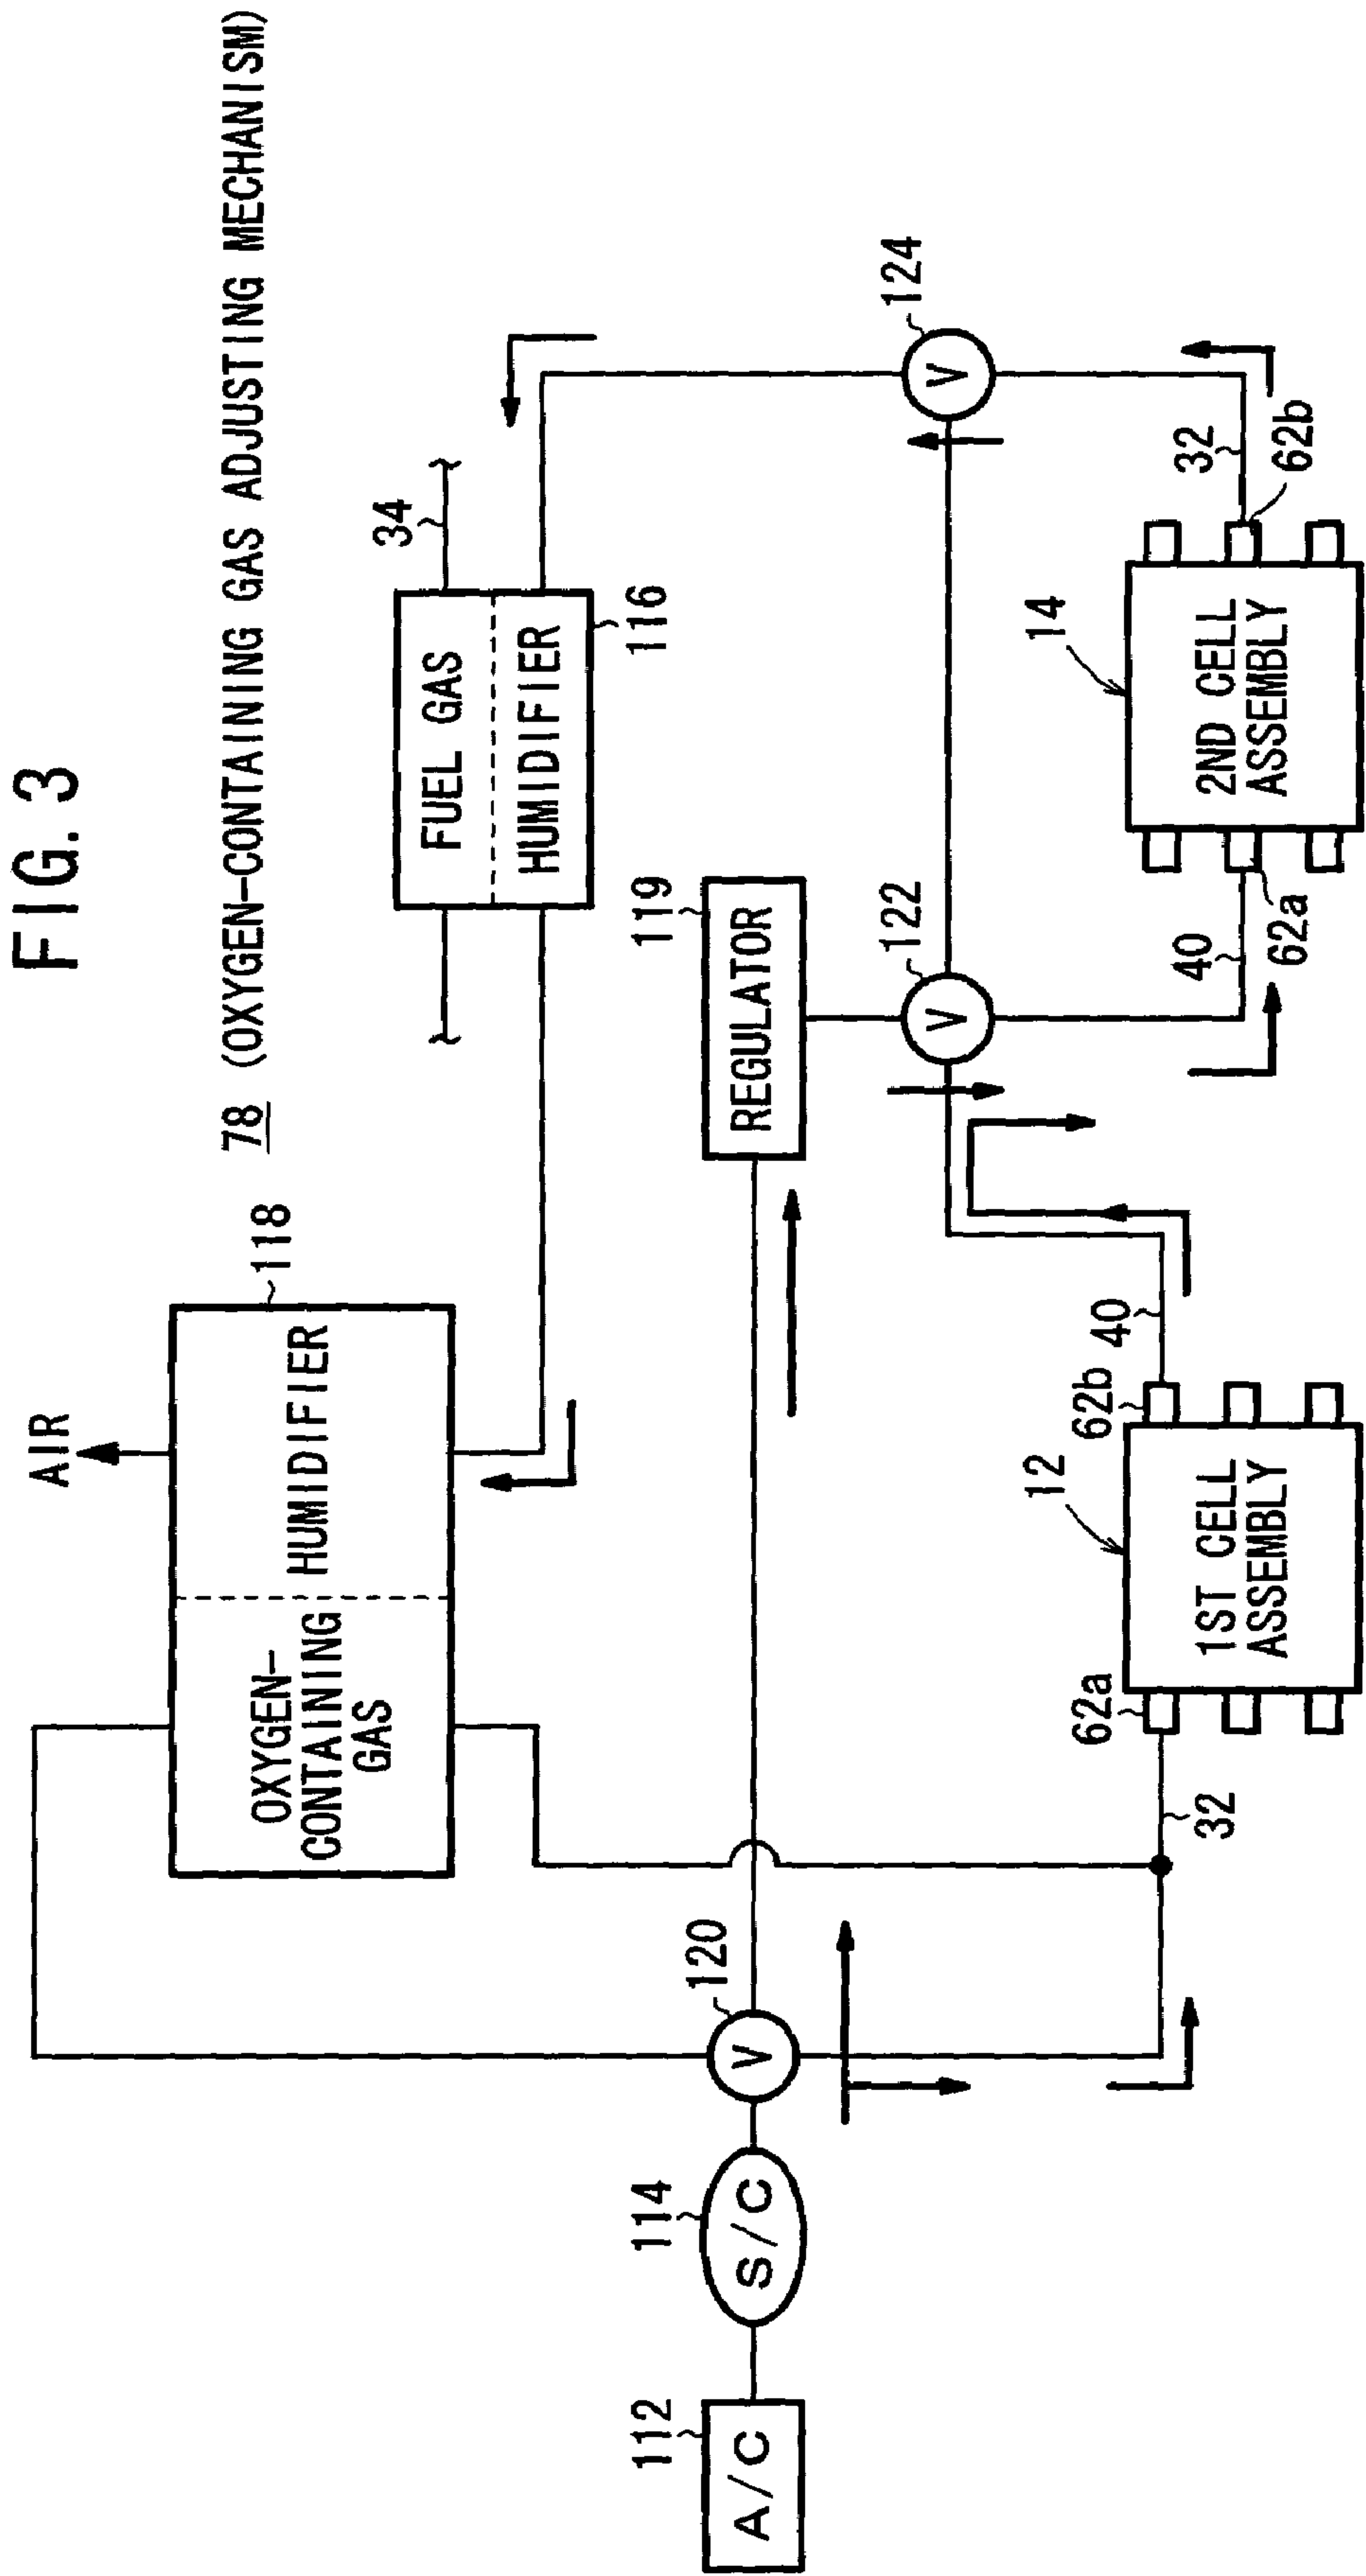 FIG. 3
78 (OXYGEN-CONTAINING GAS ADJUSTING MECHANISM)
AIR
118
OXYGEN-
CONTAINING
GAS
HUMIDIFIER
34
FUEL GAS
HUMIDIFIER
116
112
A/C
114
S/C
120
V
119
REGULATOR
122
V
124
V
32
62a
12
1ST CELL
ASSEMBLY
62b
40
40
62a
14
2ND CELL
ASSEMBLY
32
62b